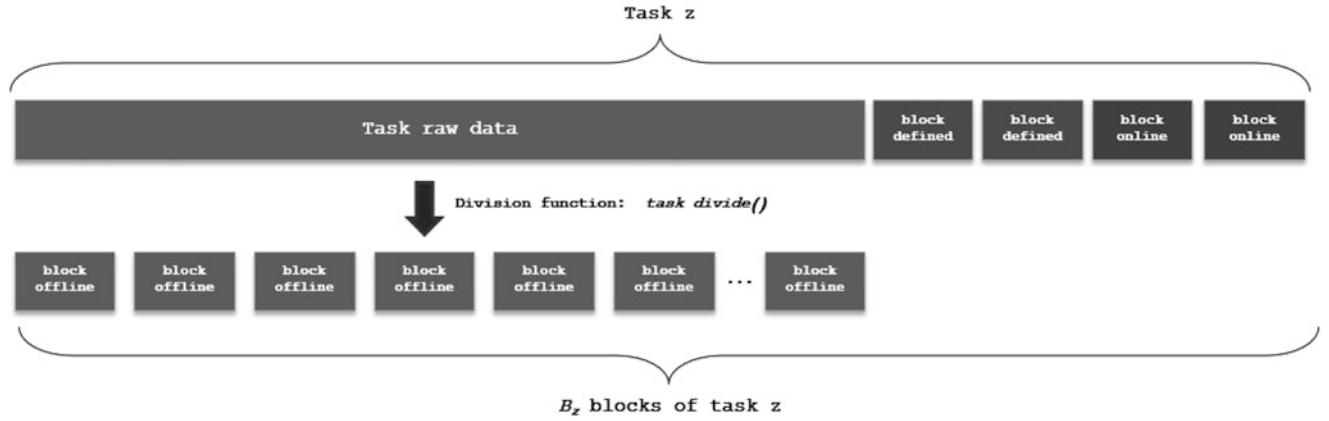 Task z
Task raw data
block
defined
block
defined
block
online
block
online
Division function: task divide()
block
offline
block
offline
block
offline
block
offline
block
offline
block
offline
...
block
offline
Bz blocks of task z